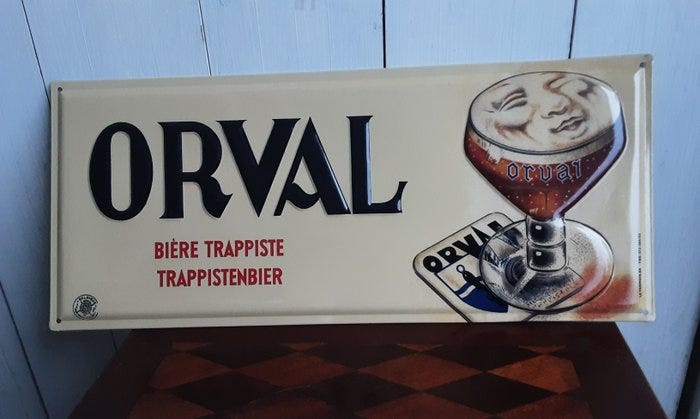 ORVAL
BIÈRE TRAPPISTE
TRAPPISTENBIER
orval
ORVAL